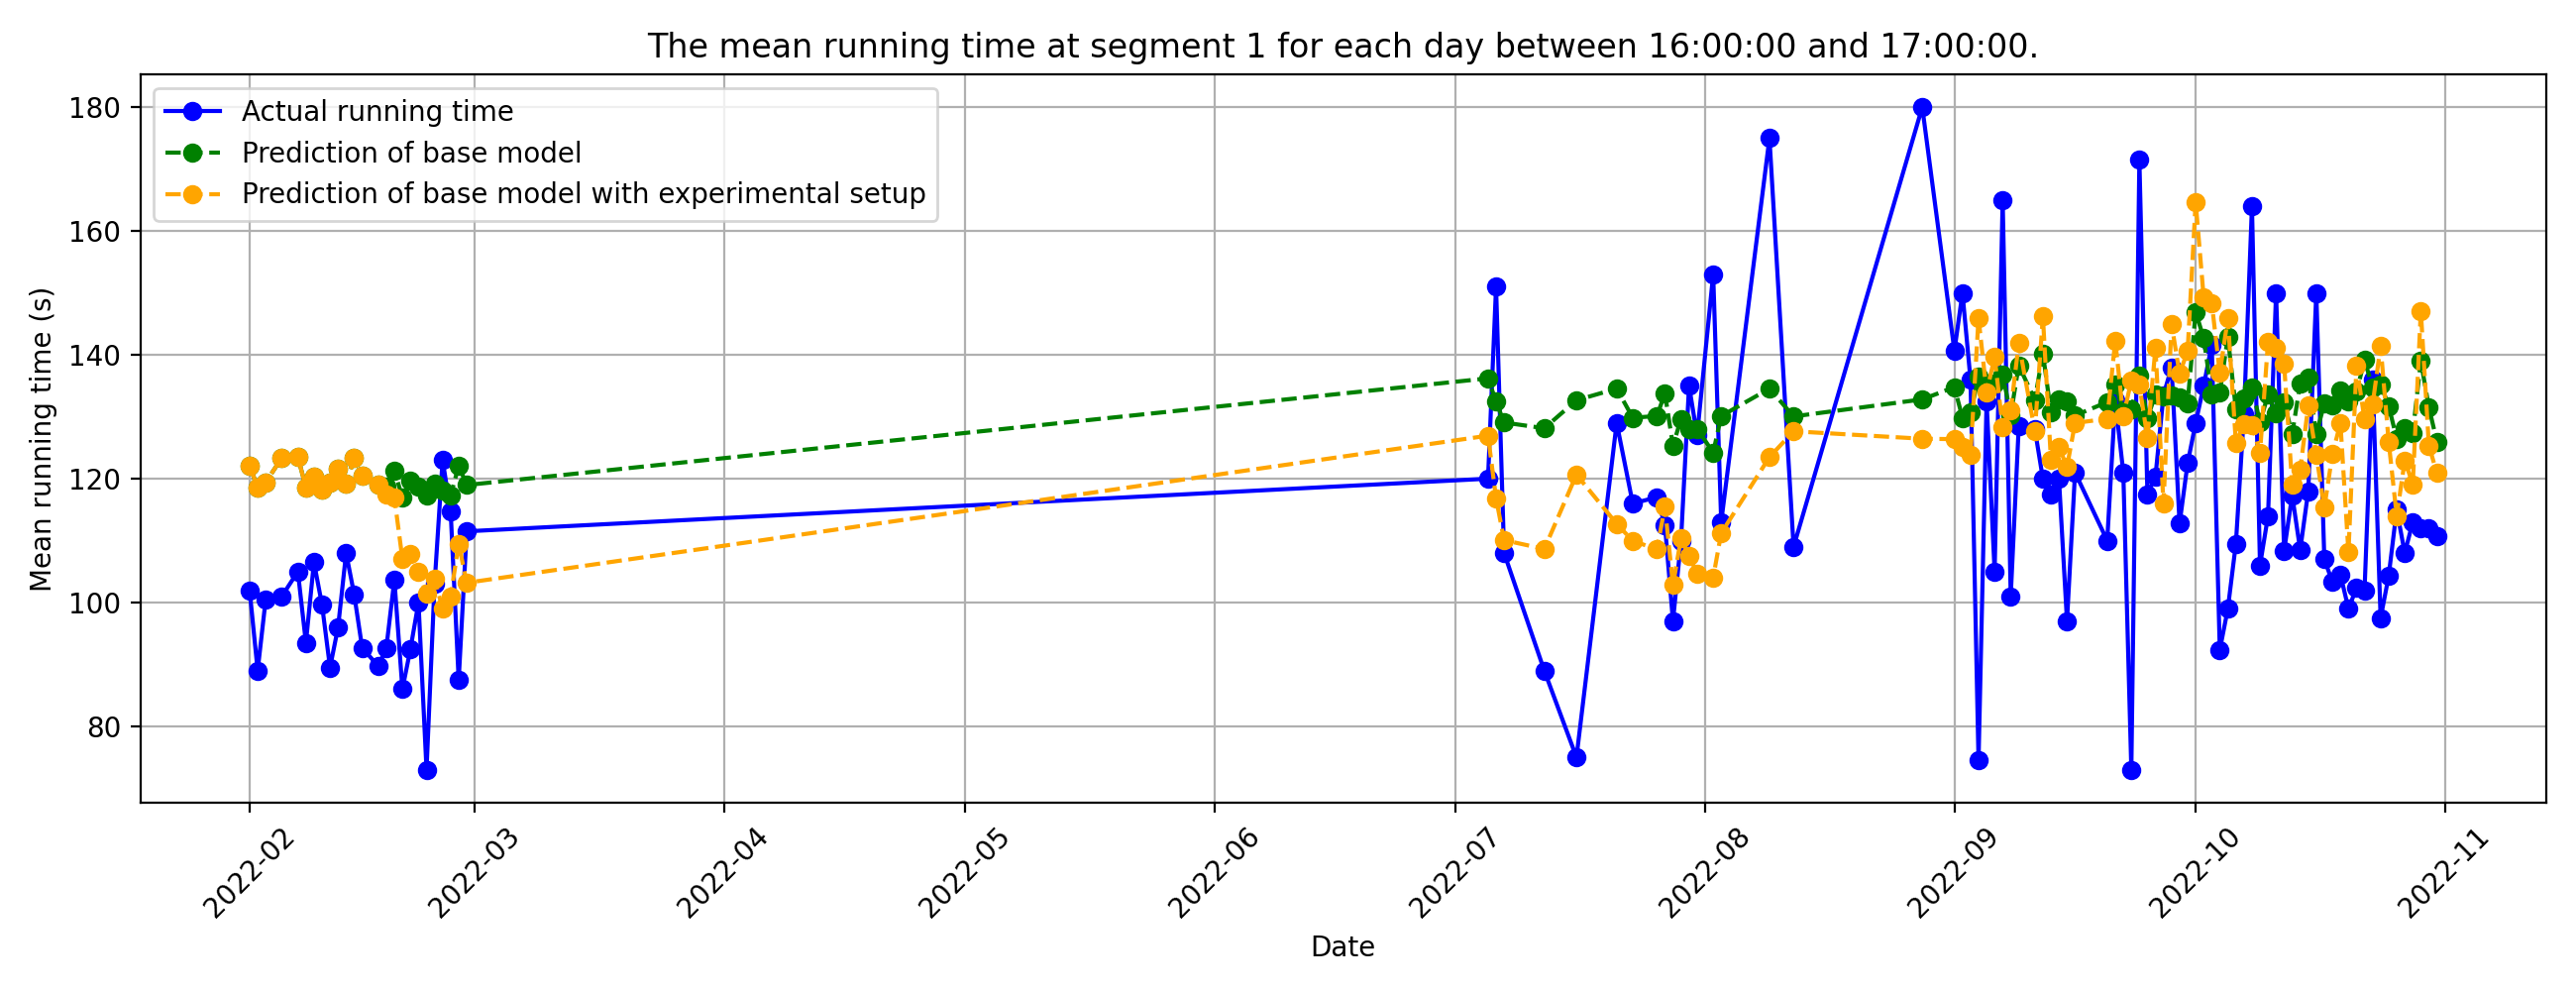 The mean running time at segment 1 for each day between 16:00:00 and 17:00:00.
Actual running time
Prediction of base model
Prediction of base model with experimental setup
Mean running time (s)
180
160
140
120
100
80
2022-02
2022-03
2022-04
2022-05
2022-06
2022-07
2022-08
2022-09
2022-10
2022-11
Date